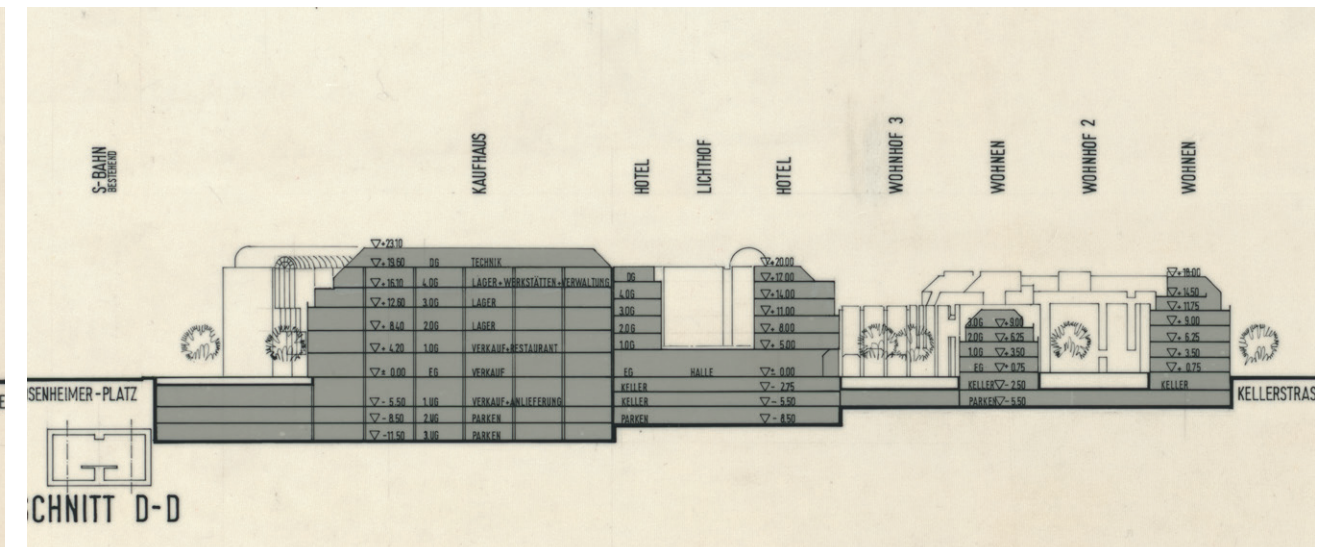 S-BAHN
BESTEHEND
KAUFHAUS
HOTEL
LICHTHOF
HOTEL
WOHNHOF 3
WOHNEN
WOHNHOF 2
WOHNEN
+23.10
+19.60 DG TECHNIK
+16.10 4.OG LAGER+WERKSTÄTTEN+VERWALTUNG
+12.60 3.OG LAGER
+8.40 2.OG LAGER
+4.20 1.OG VERKAUF+RESTAURANT
±0.00 EG VERKAUF
-5.50 1.UG VERKAUF+ANLIEFERUNG
-8.50 2.UG PARKEN
-11.50 3.UG PARKEN
DG
4.OG
3.OG
2.OG
1.OG
EG HALLE
KELLER
KELLER
PARKEN
+20.00
+17.00
+14.00
+11.00
+8.00
+5.00
±0.00
-2.75
-5.50
-8.50
3.OG +9.00
2.OG +6.25
1.OG +3.50
EG +0.75
KELLER -2.50
PARKEN -5.50
+18.00
+14.50
+11.75
+9.00
+6.25
+3.50
+0.75
KELLER
SENHEIMER-PLATZ
KELLERSTRAS
SCHNITT D-D